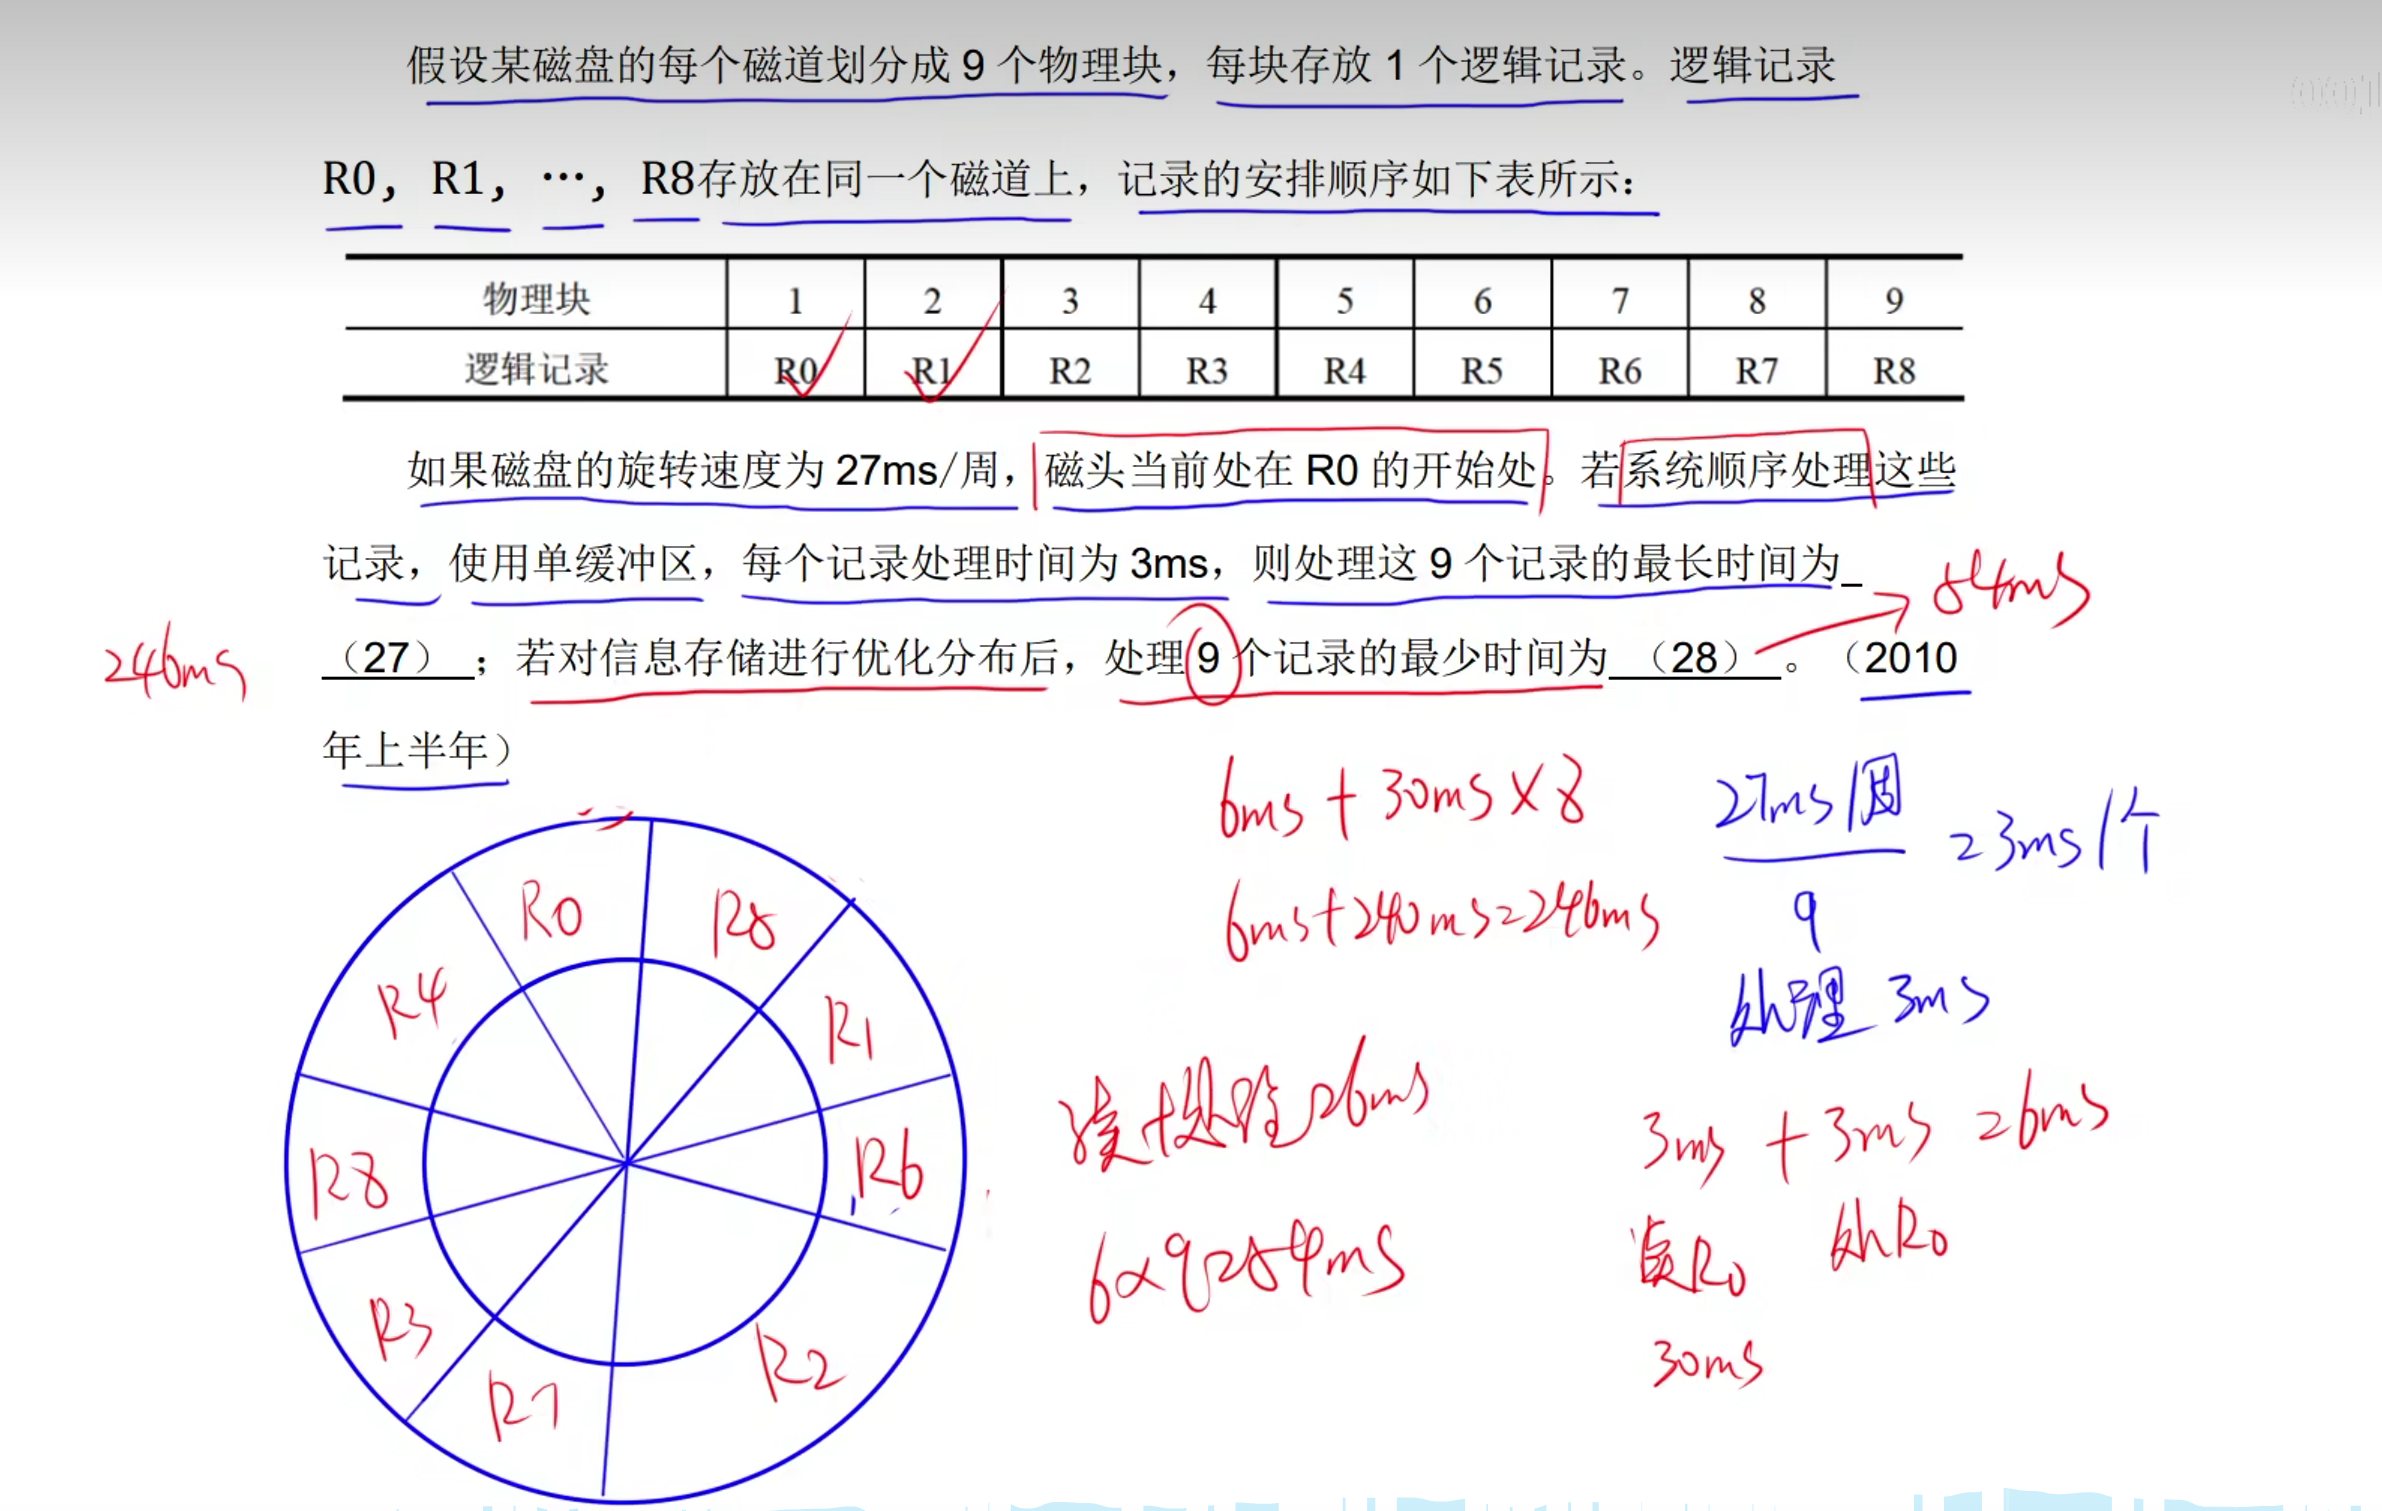 假设某磁盘的每个磁道划分成 9 个物理块，每块存放 1 个逻辑记录。逻辑记录
R0， R1， …， R8存放在同一个磁道上，记录的安排顺序如下表所示：
物理块 1 2 3 4 5 6 7 8 9
逻辑记录 R0 R1 R2 R3 R4 R5 R6 R7 R8
如果磁盘的旋转速度为 27ms/周，磁头当前处在 R0 的开始处。若系统顺序处理这些
记录，使用单缓冲区，每个记录处理时间为 3ms，则处理这 9 个记录的最长时间为_
54ms
246ms
（27） ；若对信息存储进行优化分布后，处理 9 个记录的最少时间为 （28） 。（2010
年上半年）
6ms + 30ms × 8
27ms/周
9
=3ms/个
6ms+240ms=246ms
处理 3ms
读+处理=6ms
3ms + 3ms =6ms
读R0 处R0
6×9=54ms
30ms
R0
R5
R4
R1
R8
R6
R3
R7
R2